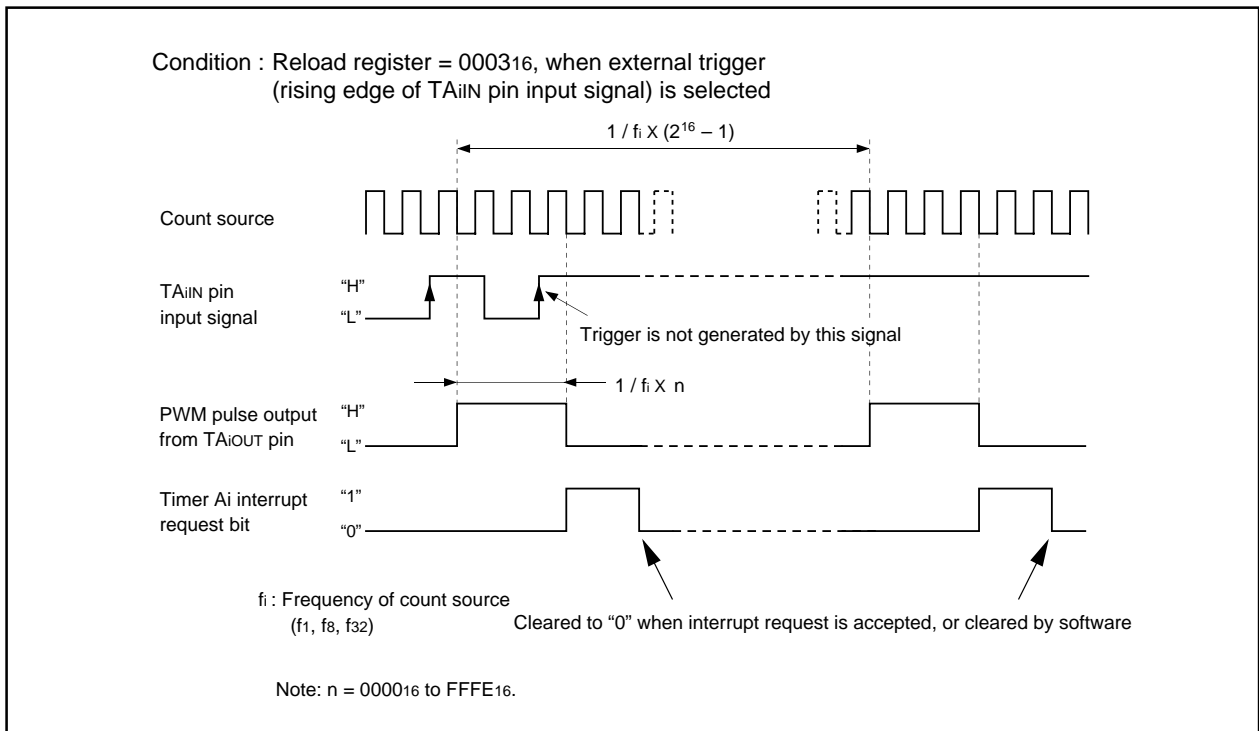 Condition : Reload register = 000316, when external trigger
(rising edge of TAiIN pin input signal) is selected
1 / fi X (2^16 – 1)
Count source
TAiIN pin
input signal
“H”
“L”
Trigger is not generated by this signal
1 / fi X n
PWM pulse output
from TAiOUT pin
“H”
“L”
Timer Ai interrupt
request bit
“1”
“0”
fi : Frequency of count source
(f1, f8, f32)
Cleared to “0” when interrupt request is accepted, or cleared by software
Note: n = 000016 to FFFE16.